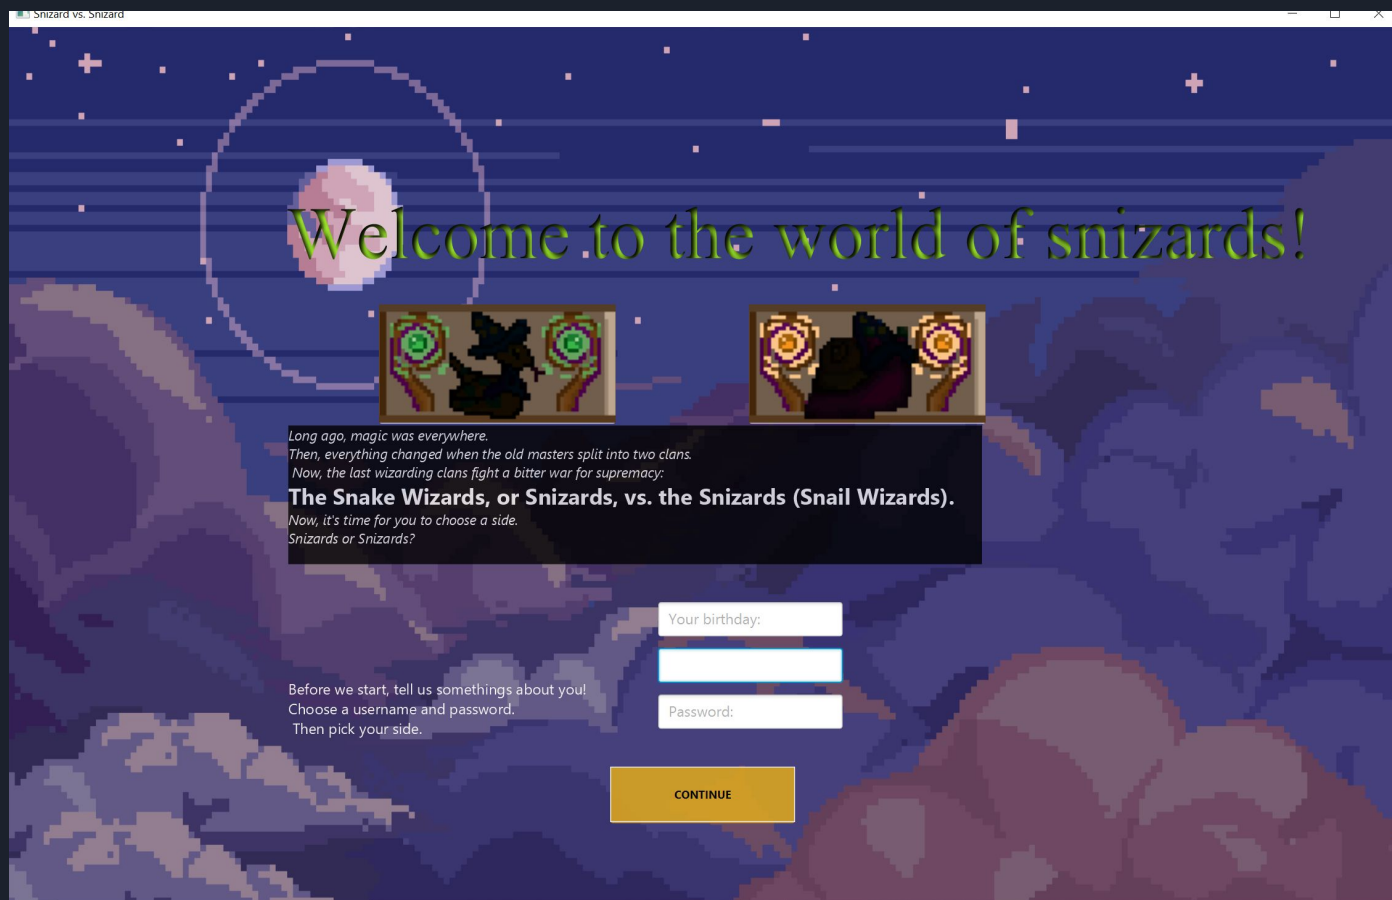 Snizard vs. Snizard
Welcome to the world of snizards!
Long ago, magic was everywhere.
Then, everything changed when the old masters split into two clans.
Now, the last wizarding clans fight a bitter war for supremacy:
The Snake Wizards, or Snizards, vs. the Snizards (Snail Wizards).
Now, it's time for you to choose a side.
Snizards or Snizards?
Your birthday:
Before we start, tell us somethings about you!
Choose a username and password.
Then pick your side.
Password:
CONTINUE